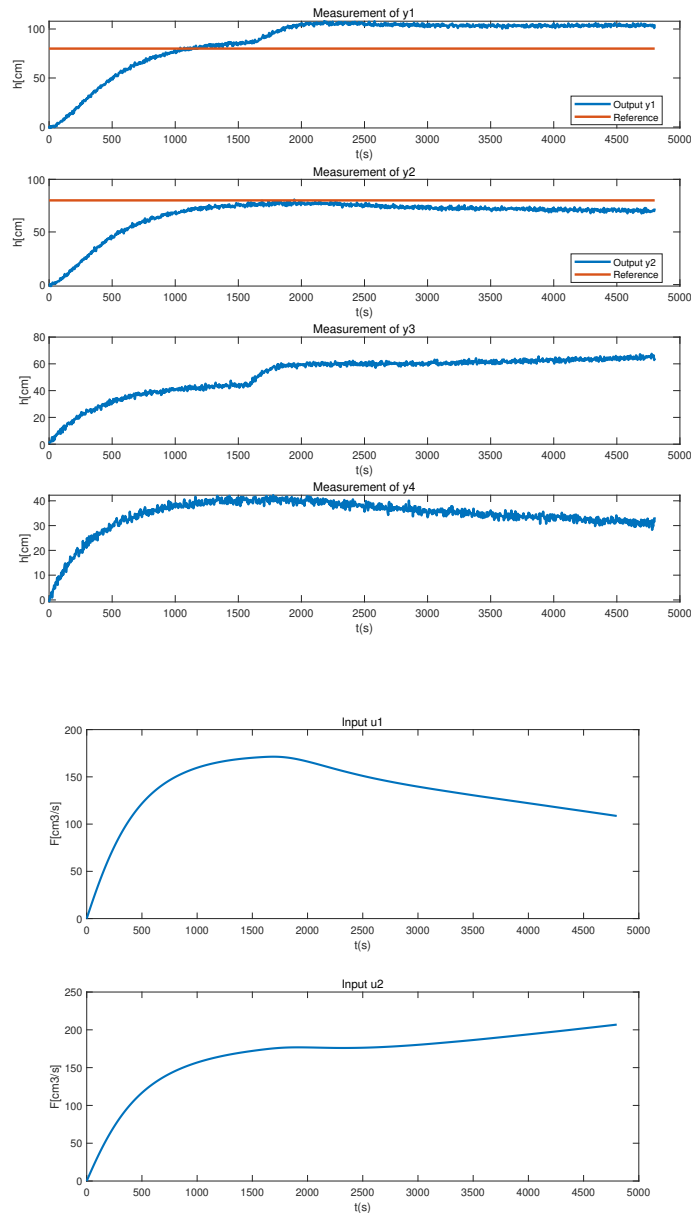 Measurement of y1
100
50
0
h[cm]
0 500 1000 1500 2000 2500 3000 3500 4000 4500 5000
t(s)
Output y1
Reference
Measurement of y2
100
50
0
h[cm]
0 500 1000 1500 2000 2500 3000 3500 4000 4500 5000
t(s)
Output y2
Reference
Measurement of y3
80
60
40
20
0
h[cm]
0 500 1000 1500 2000 2500 3000 3500 4000 4500 5000
t(s)
Measurement of y4
40
30
20
10
0
h[cm]
0 500 1000 1500 2000 2500 3000 3500 4000 4500 5000
t(s)
Input u1
200
150
100
50
0
F[cm3/s]
0 500 1000 1500 2000 2500 3000 3500 4000 4500 5000
t(s)
Input u2
250
200
150
100
50
0
F[cm3/s]
0 500 1000 1500 2000 2500 3000 3500 4000 4500 5000
t(s)